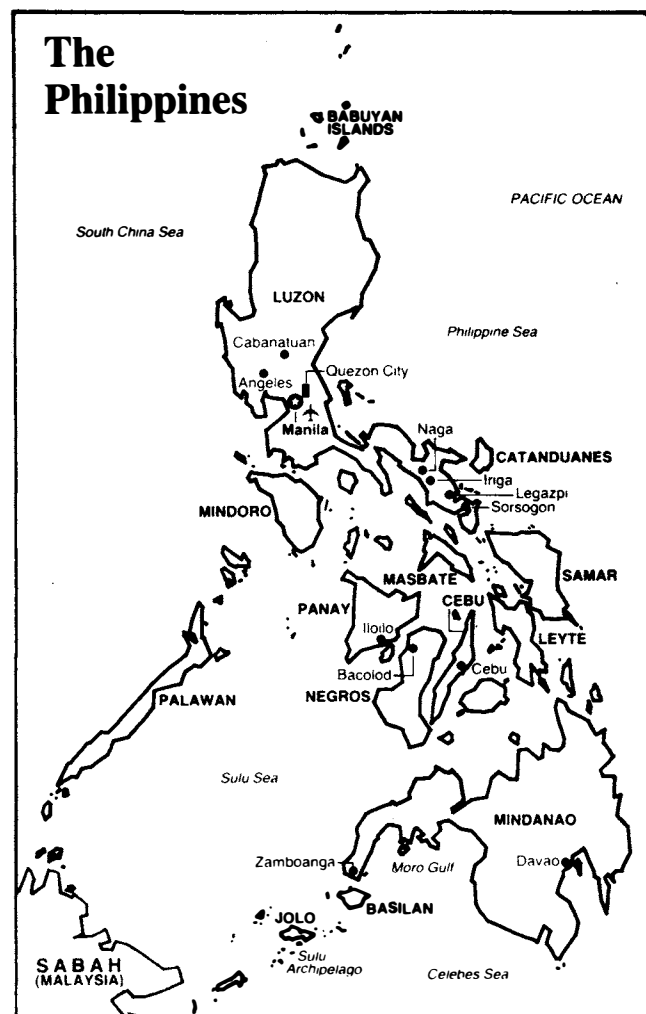 The
Philippines
BABUYAN
ISLANDS
PACIFIC OCEAN
South China Sea
LUZON
Philippine Sea
Cabanatuan
Quezon City
Angeles
Manila
Naga
CATANDUANES
Iriga
Legazpi
Sorsogon
MINDORO
MASBATE
SAMAR
PANAY
CEBU
Iloilo
LEYTE
Bacolod
Cebu
NEGROS
PALAWAN
Sulu Sea
MINDANAO
Zamboanga
Moro Gulf
Davao
BASILAN
JOLO
SABAH
(MALAYSIA)
Sulu
Archipelago
Celebes Sea